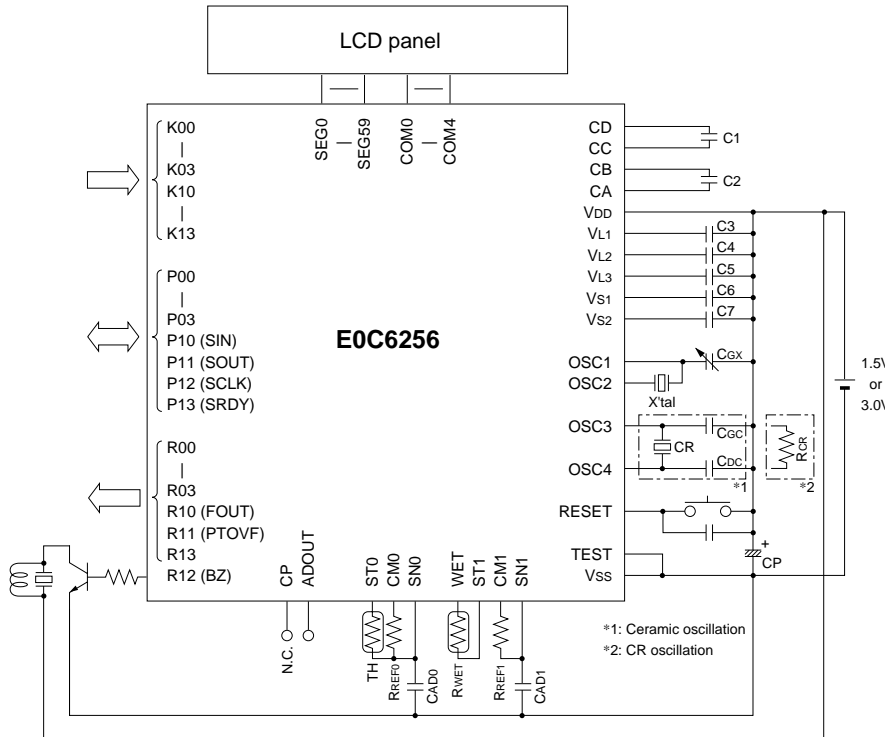 LCD panel
SEG0
SEG59
COM0
COM4
K00
K03
K10
K13
P00
P03
P10 (SIN)
P11 (SOUT)
P12 (SCLK)
P13 (SRDY)
R00
R03
R10 (FOUT)
R11 (PTOVF)
R13
R12 (BZ)
E0C6256
CD
CC
CB
CA
VDD
VL1
VL2
VL3
VS1
VS2
OSC1
OSC2
OSC3
OSC4
RESET
TEST
VSS
C1
C2
C3
C4
C5
C6
C7
CGX
X'tal
CR
CGC
CDC
*1
RCR
*2
1.5V
or
3.0V
+
CP
CP
ADOUT
ST0
CM0
SN0
WET
ST1
CM1
SN1
N.C.
TH
RREF0
CAD0
RWET
RREF1
CAD1
*1: Ceramic oscillation
*2: CR oscillation